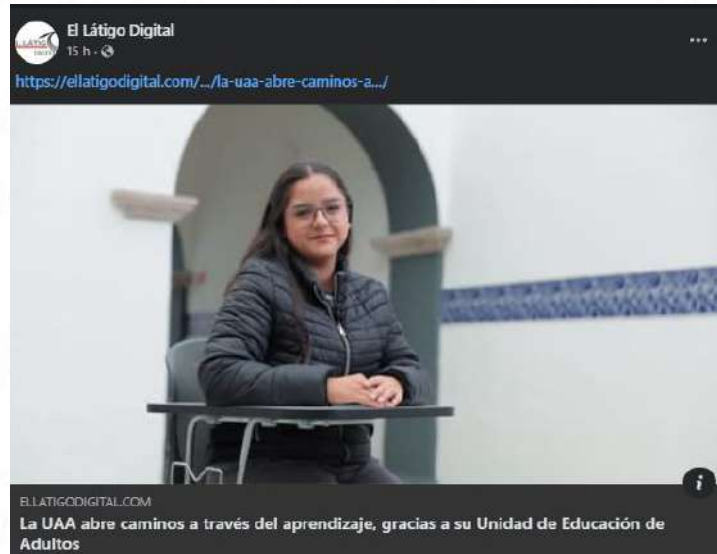 El Látigo Digital
15 h ·
https://ellatigodigital.com/.../la-uaa-abre-caminos-a.../
ELLATIGODIGITAL.COM
La UAA abre caminos a través del aprendizaje, gracias a su Unidad de Educación de
Adultos